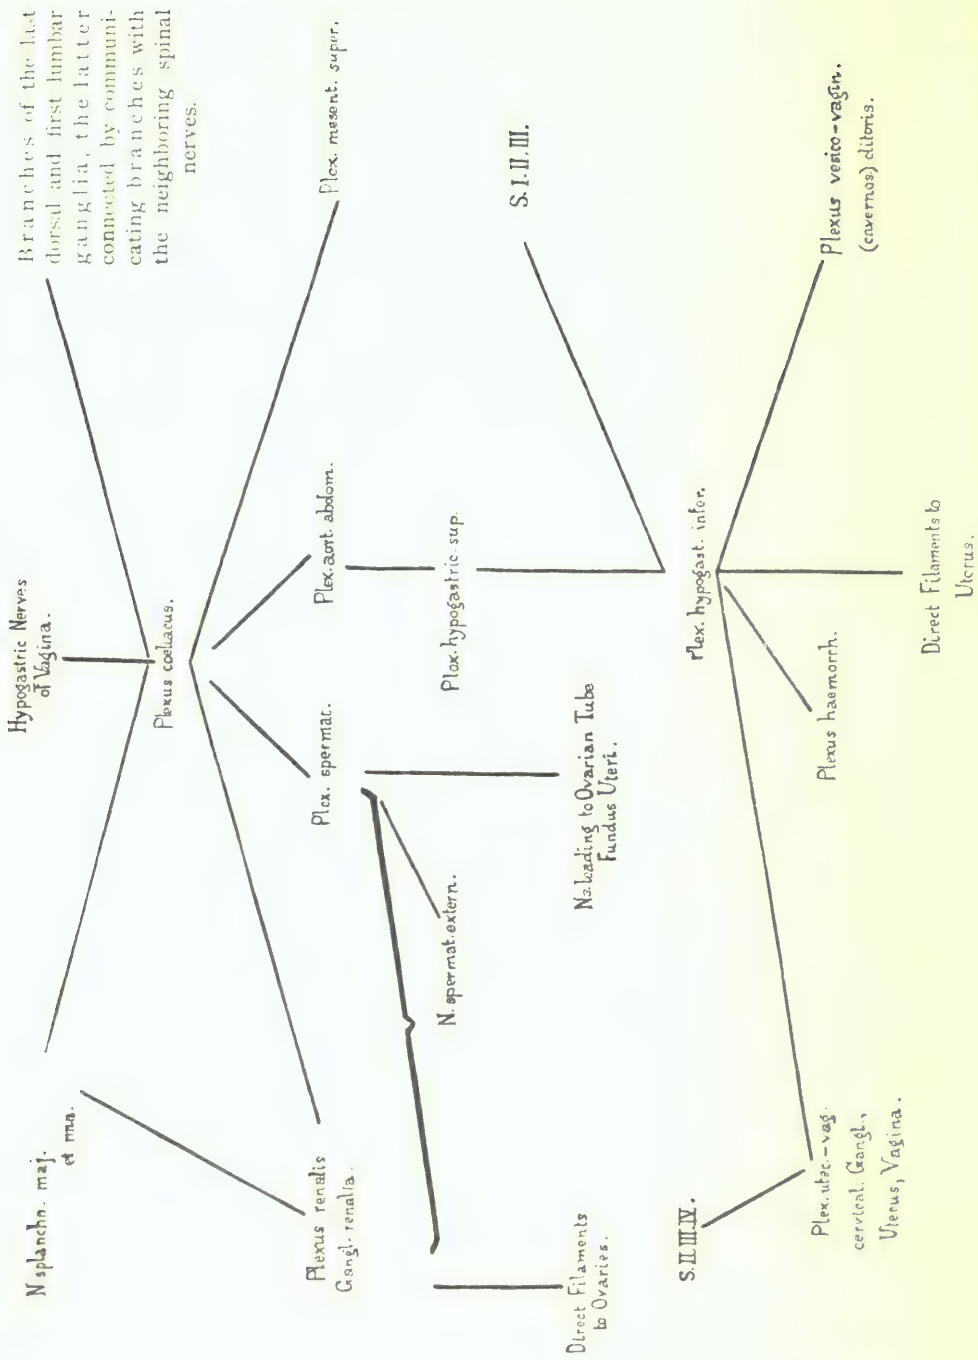 Hypogastric Nerves
of Vagina.
N splanchn. maj.
et mn.
Branches of the last
dorsal and first lumbar
ganglia, the latter
connected by communi-
cating branches with
the neighboring spinal
nerves.
Plexus coeliacus.
Plexus renalis
Gangl. renalia.
Plex. spermat.
Plex. aort. abdom.
Plex. mesent. super.
N. spermat. extern.
Plex. hypogastric. sup.
S. I. II. III.
Direct Filaments
to Ovaries.
leading to Ovarian Tube
Fundus Uteri.
S. II. III. IV.
Plex. hypogast. infer.
Plex. uter.-vag.
cervical. Gangl.,
Uterus, Vagina.
Plexus haemorrh.
Direct Filaments to
Uterus.
Plexus vesico-vagin.
(cavernos.) clitoris.